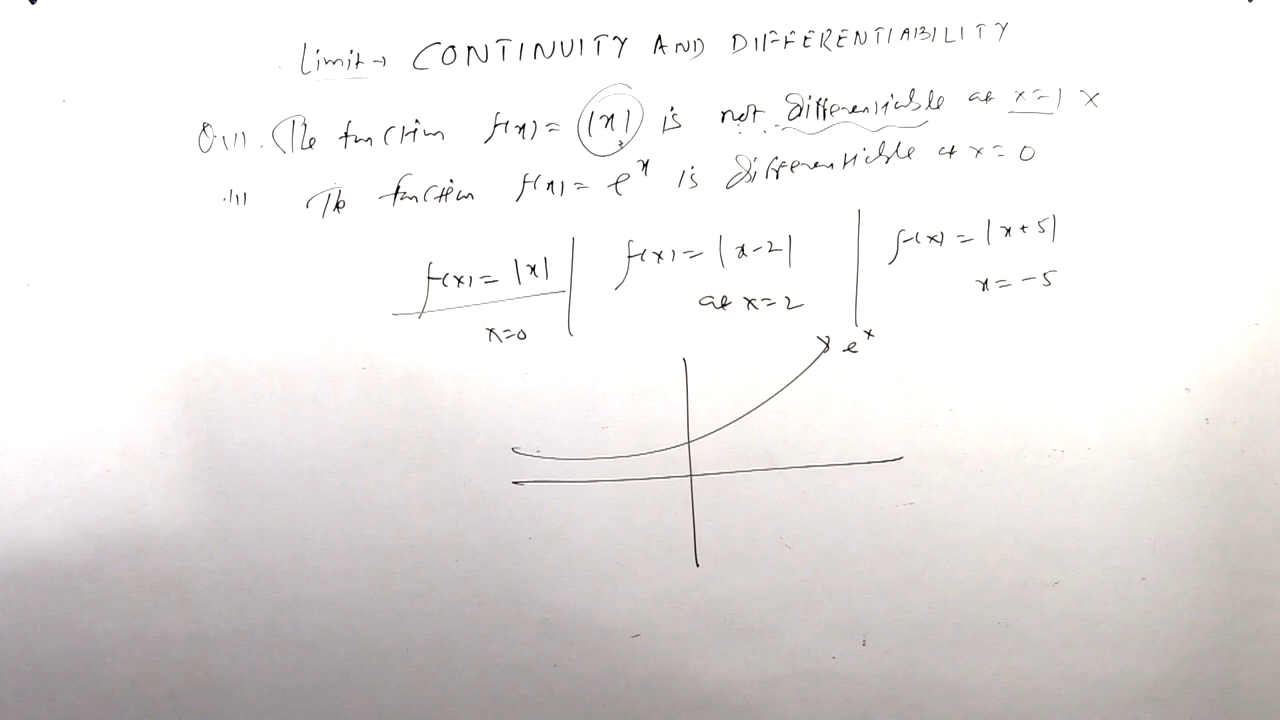 Limit→ CONTINUITY AND DIFFERENTIABILITY
Q(i). The function f(x) = |x| is not differentiable at x=1 ×
(ii) The function f(x) = e^x is differentiable at x=0
f(x) = |x|
x=0
f(x) = |x-2|
at x=2
f(x) = |x+5|
x = -5
e^x